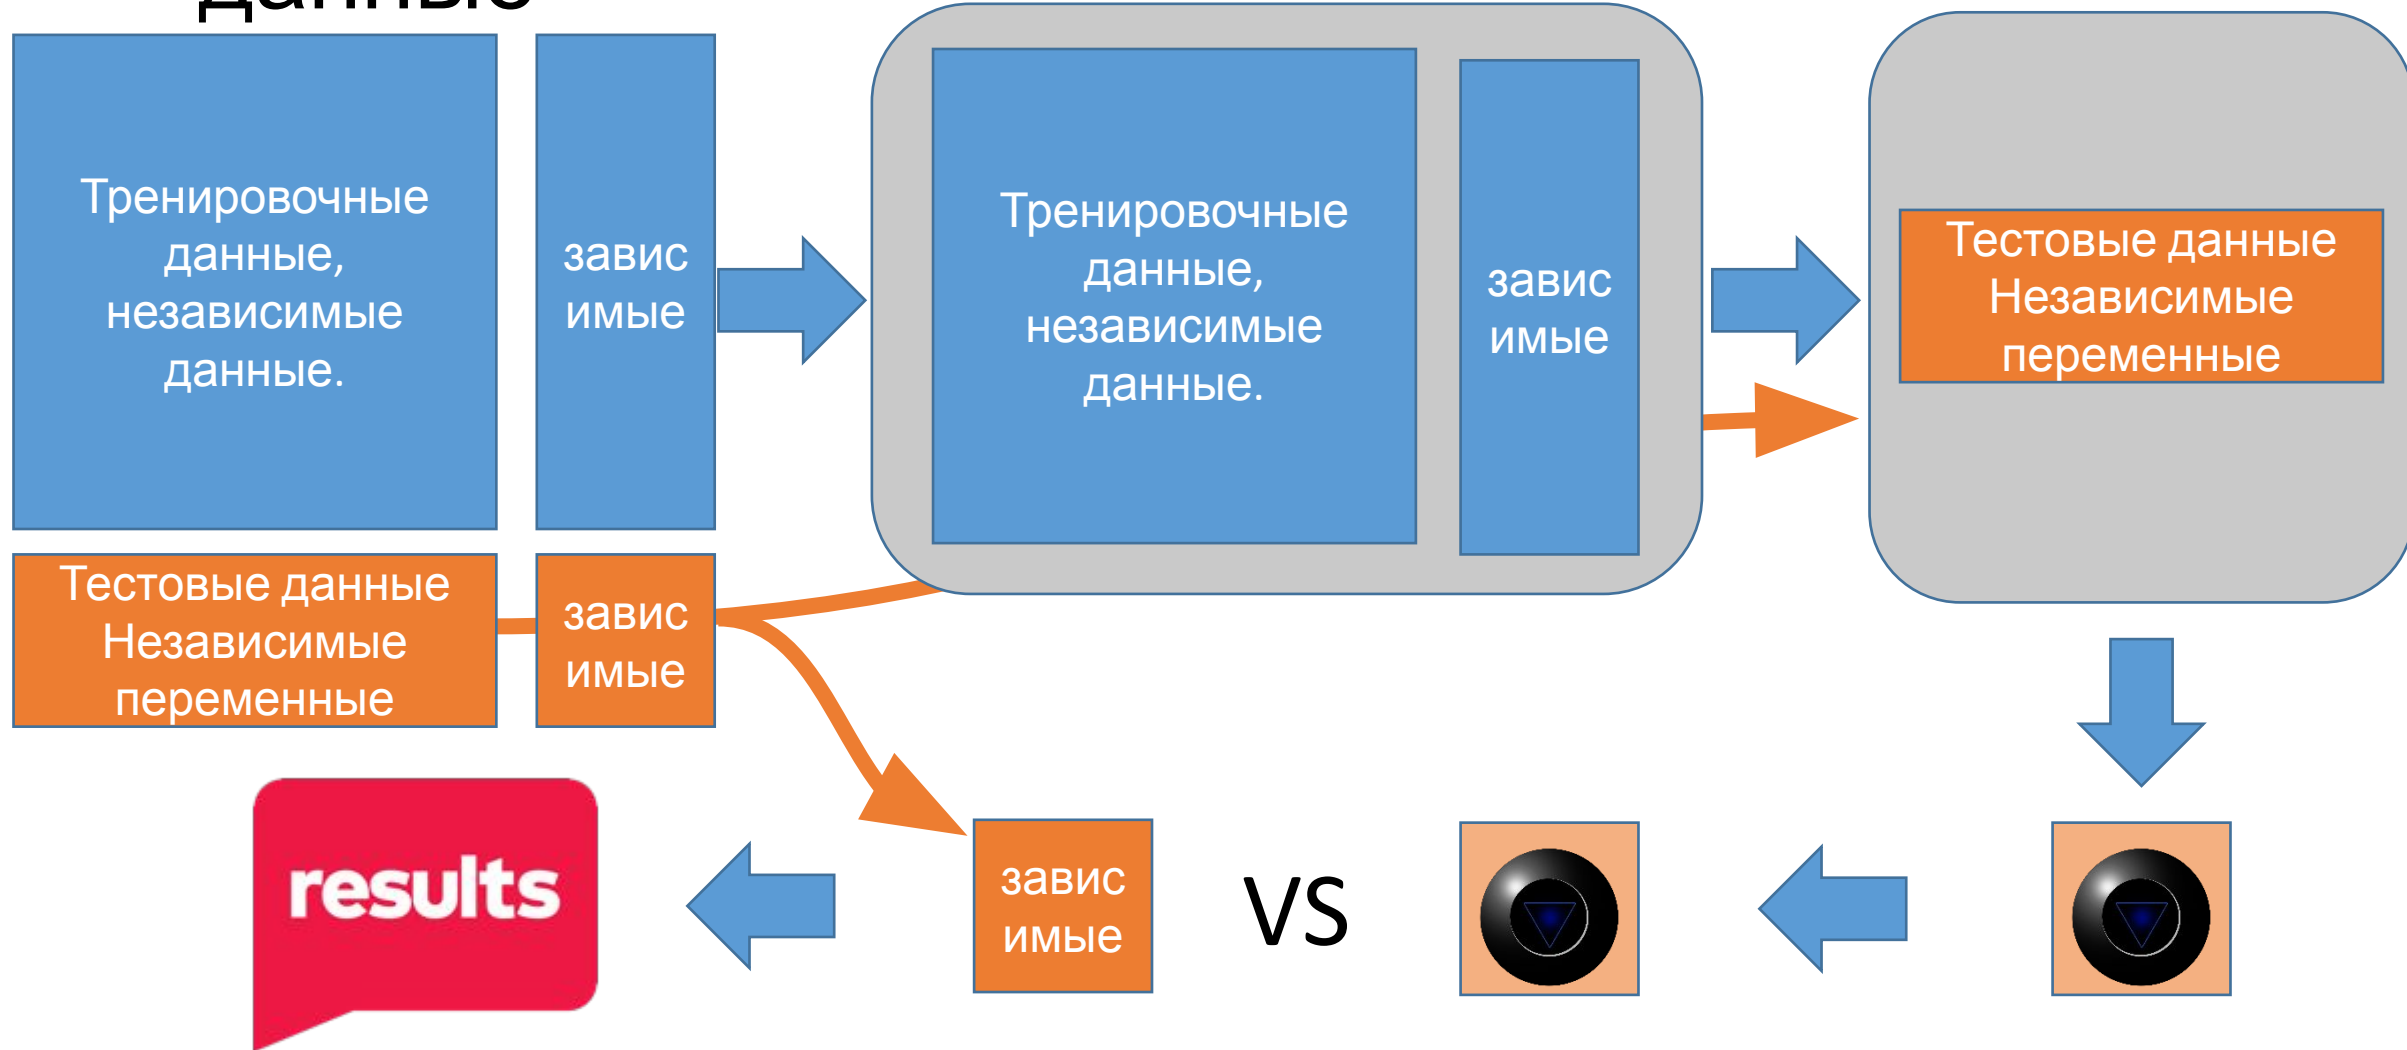 данные
Тренировочные
данные,
независимые
данные.
завис
имые
Тренировочные
данные,
независимые
данные.
завис
имые
Тестовые данные
Независимые
переменные
Тестовые данные
Независимые
переменные
завис
имые
results
завис
имые
VS